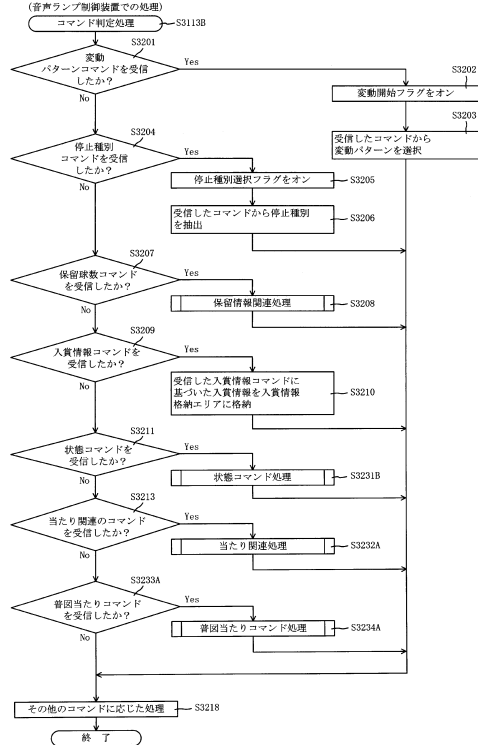 (音声ランプ制御装置での処理)
コマンド判定処理
S3113B
S3201
変動
パターンコマンドを受信
したか?
Yes
No
S3202
変動開始フラグをオン
S3203
受信したコマンドから
変動パターンを選択
S3204
停止種別
コマンドを受信
したか?
Yes
No
停止種別選択フラグをオン
S3205
受信したコマンドから停止種別
を抽出
S3206
S3207
保留球数コマンド
を受信したか?
Yes
No
保留情報関連処理
S3208
S3209
入賞情報コマンドを
受信したか?
Yes
No
受信した入賞情報コマンドに
基づいた入賞情報を入賞情報
格納エリアに格納
S3210
S3211
状態コマンドを
受信したか?
Yes
No
状態コマンド処理
S3231B
S3213
当たり関連のコマンド
を受信したか?
Yes
No
当たり関連処理
S3232A
S3233A
普図当たりコマンド
を受信したか?
Yes
No
普図当たりコマンド処理
S3234A
その他のコマンドに応じた処理
S3218
終 了